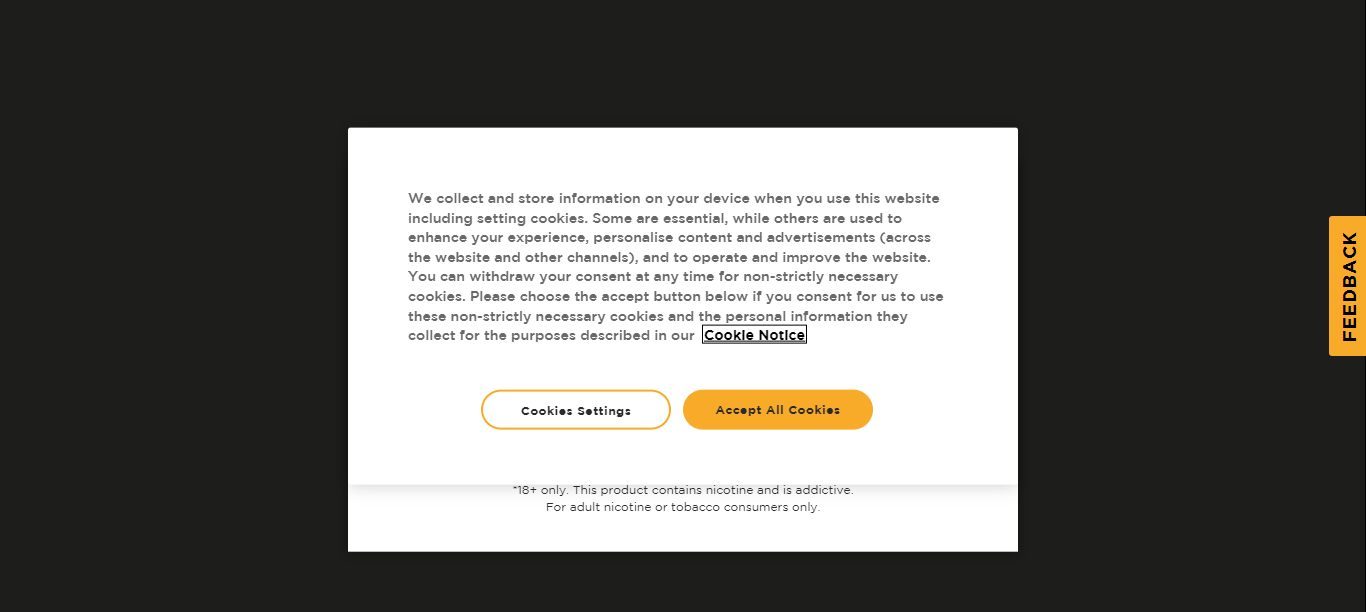 We collect and store information on your device when you use this website
including setting cookies. Some are essential, while others are used to
enhance your experience, personalise content and advertisements (across
the website and other channels), and to operate and improve the website.
You can withdraw your consent at any time for non-strictly necessary
cookies. Please choose the accept button below if you consent for us to use
these non-strictly necessary cookies and the personal information they
collect for the purposes described in our Cookie Notice
Cookies Settings
Accept All Cookies
*18+ only. This product contains nicotine and is addictive.
For adult nicotine or tobacco consumers only.
FEEDBACK